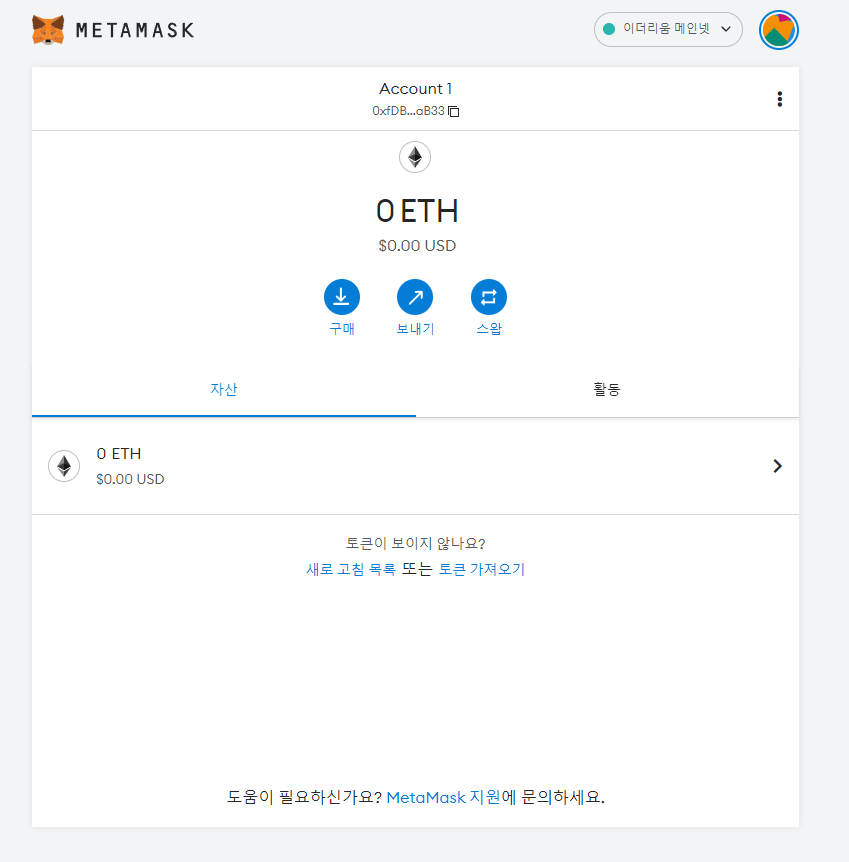 METAMASK
이더리움 메인넷
Account 1
0xfDB...aB33
0 ETH
$0.00 USD
구매
보내기
스왑
자산
활동
0 ETH
$0.00 USD
토큰이 보이지 않나요?
새로 고침 목록 또는 토큰 가져오기
도움이 필요하신가요? MetaMask 지원에 문의하세요.